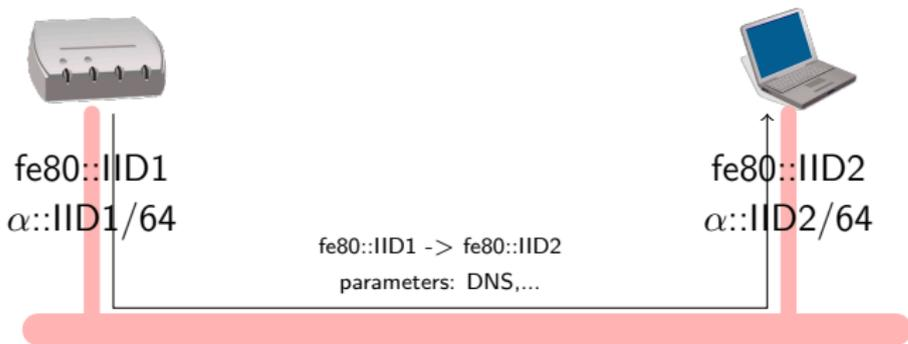 fe80::IID1
α::IID1/64
fe80::IID2
α::IID2/64
fe80::IID1 -> fe80::IID2
parameters: DNS,...